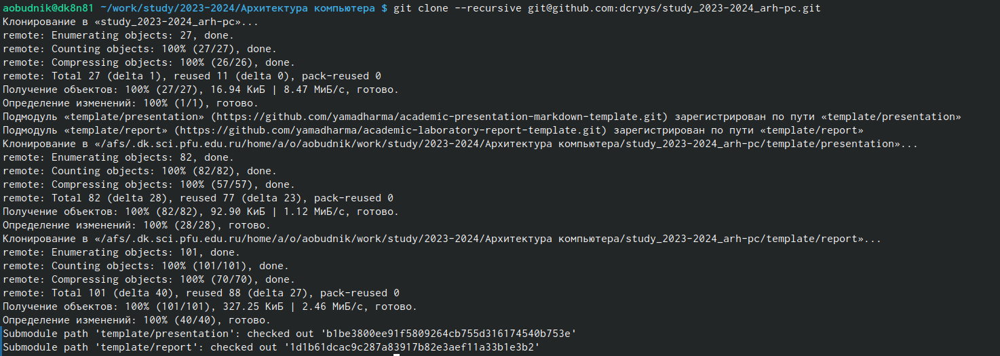 aobudnik@dk8n81 ~/work/study/2023-2024/Архитектура компьютера $ git clone --recursive git@github.com:dcryys/study_2023-2024_arh-pc.git
Клонирование в «study_2023-2024_arh-pc»...
remote: Enumerating objects: 27, done.
remote: Counting objects: 100% (27/27), done.
remote: Compressing objects: 100% (26/26), done.
remote: Total 27 (delta 1), reused 11 (delta 0), pack-reused 0
Получение объектов: 100% (27/27), 16.94 КиБ | 8.47 МиБ/с, готово.
Определение изменений: 100% (1/1), готово.
Подмодуль «template/presentation» (https://github.com/yamadharma/academic-presentation-markdown-template.git) зарегистрирован по пути «template/presentation»
Подмодуль «template/report» (https://github.com/yamadharma/academic-laboratory-report-template.git) зарегистрирован по пути «template/report»
Клонирование в «/afs/.dk.sci.pfu.edu.ru/home/a/o/aobudnik/work/study/2023-2024/Архитектура компьютера/study_2023-2024_arh-pc/template/presentation»...
remote: Enumerating objects: 82, done.
remote: Counting objects: 100% (82/82), done.
remote: Compressing objects: 100% (57/57), done.
remote: Total 82 (delta 28), reused 77 (delta 23), pack-reused 0
Получение объектов: 100% (82/82), 92.90 КиБ | 1.12 МиБ/с, готово.
Определение изменений: 100% (28/28), готово.
Клонирование в «/afs/.dk.sci.pfu.edu.ru/home/a/o/aobudnik/work/study/2023-2024/Архитектура компьютера/study_2023-2024_arh-pc/template/report»...
remote: Enumerating objects: 101, done.
remote: Counting objects: 100% (101/101), done.
remote: Compressing objects: 100% (70/70), done.
remote: Total 101 (delta 40), reused 88 (delta 27), pack-reused 0
Получение объектов: 100% (101/101), 327.25 КиБ | 2.46 МиБ/с, готово.
Определение изменений: 100% (40/40), готово.
Submodule path 'template/presentation': checked out 'b1be3800ee91f5809264cb755d316174540b753e'
Submodule path 'template/report': checked out '1d1b61dcac9c287a83917b82e3aef11a33b1e3b2'